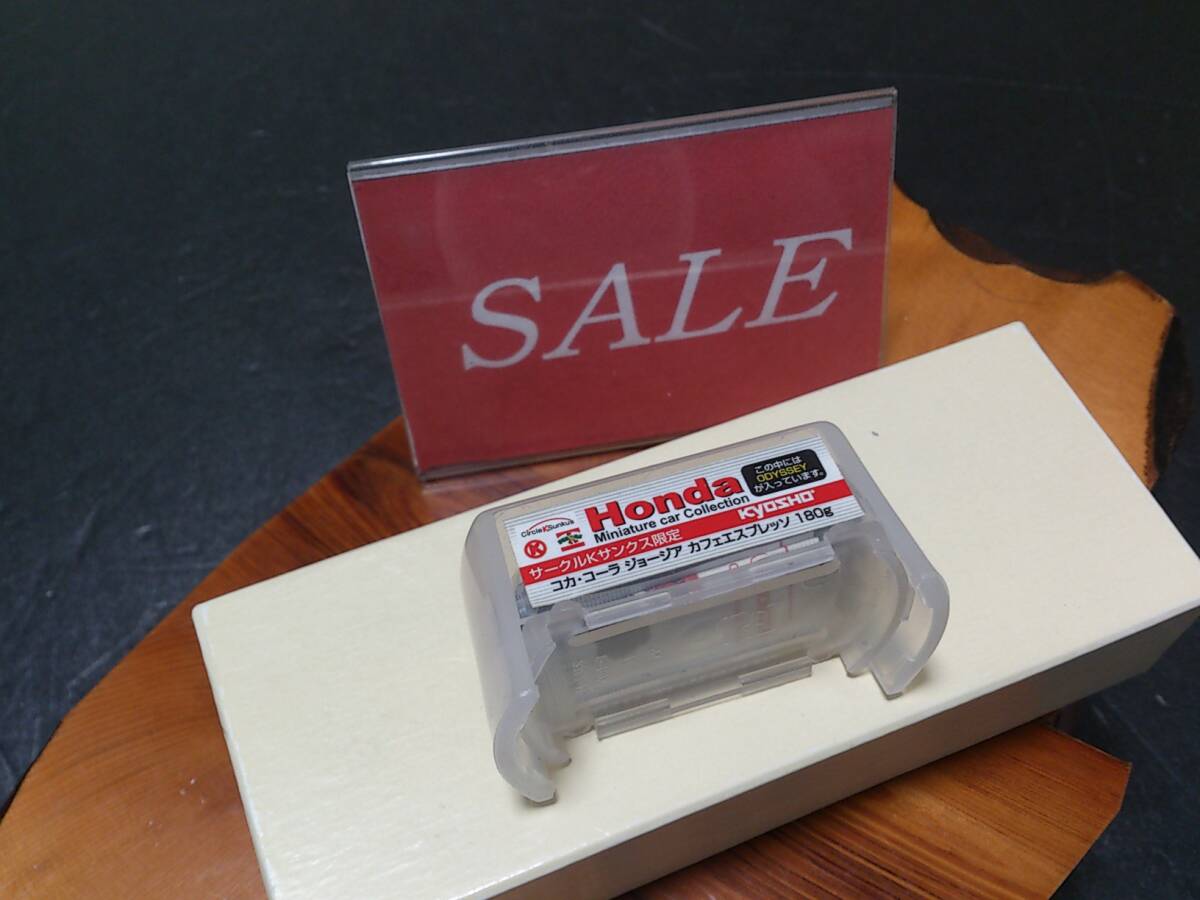 SALE
Circle K Sunkus
K
Honda
Miniature car Collection
この中には
ODYSSEY
が入っています。
KYOSHO
サークルKサンクス限定
コカ・コーラ ジョージア カフェエスプレッソ 180g